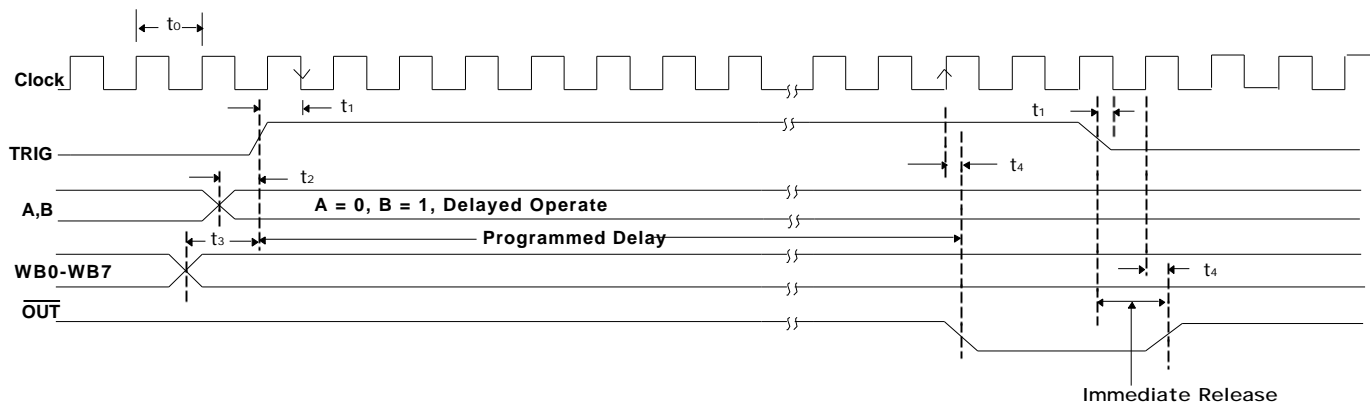 t0
Clock
t1
t1
TRIG
t4
t2
A,B
A = 0, B = 1, Delayed Operate
t3
Programmed Delay
WB0-WB7
t4
OUT
Immediate Release